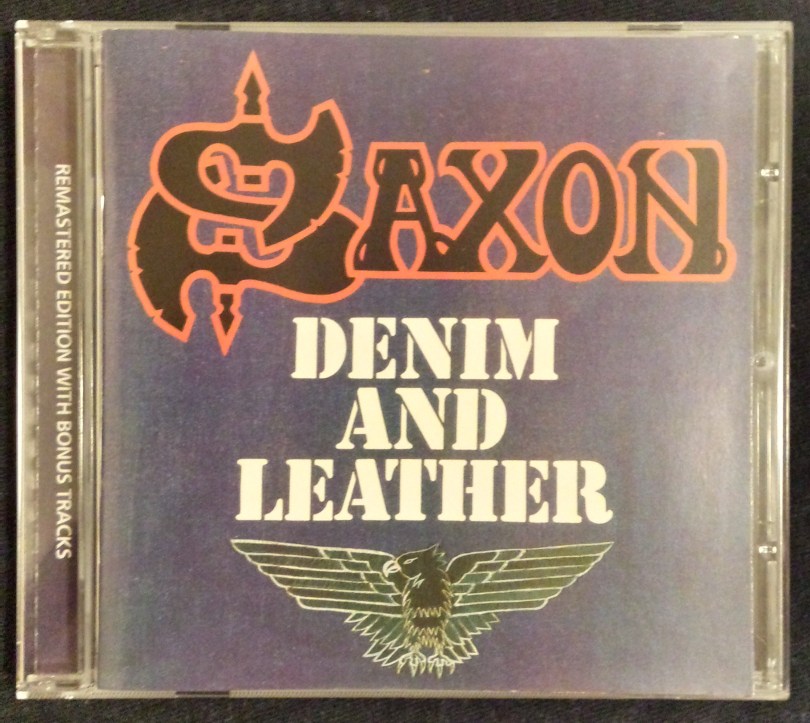 SAXON
DENIM
AND
LEATHER
REMASTERED EDITION WITH BONUS TRACKS